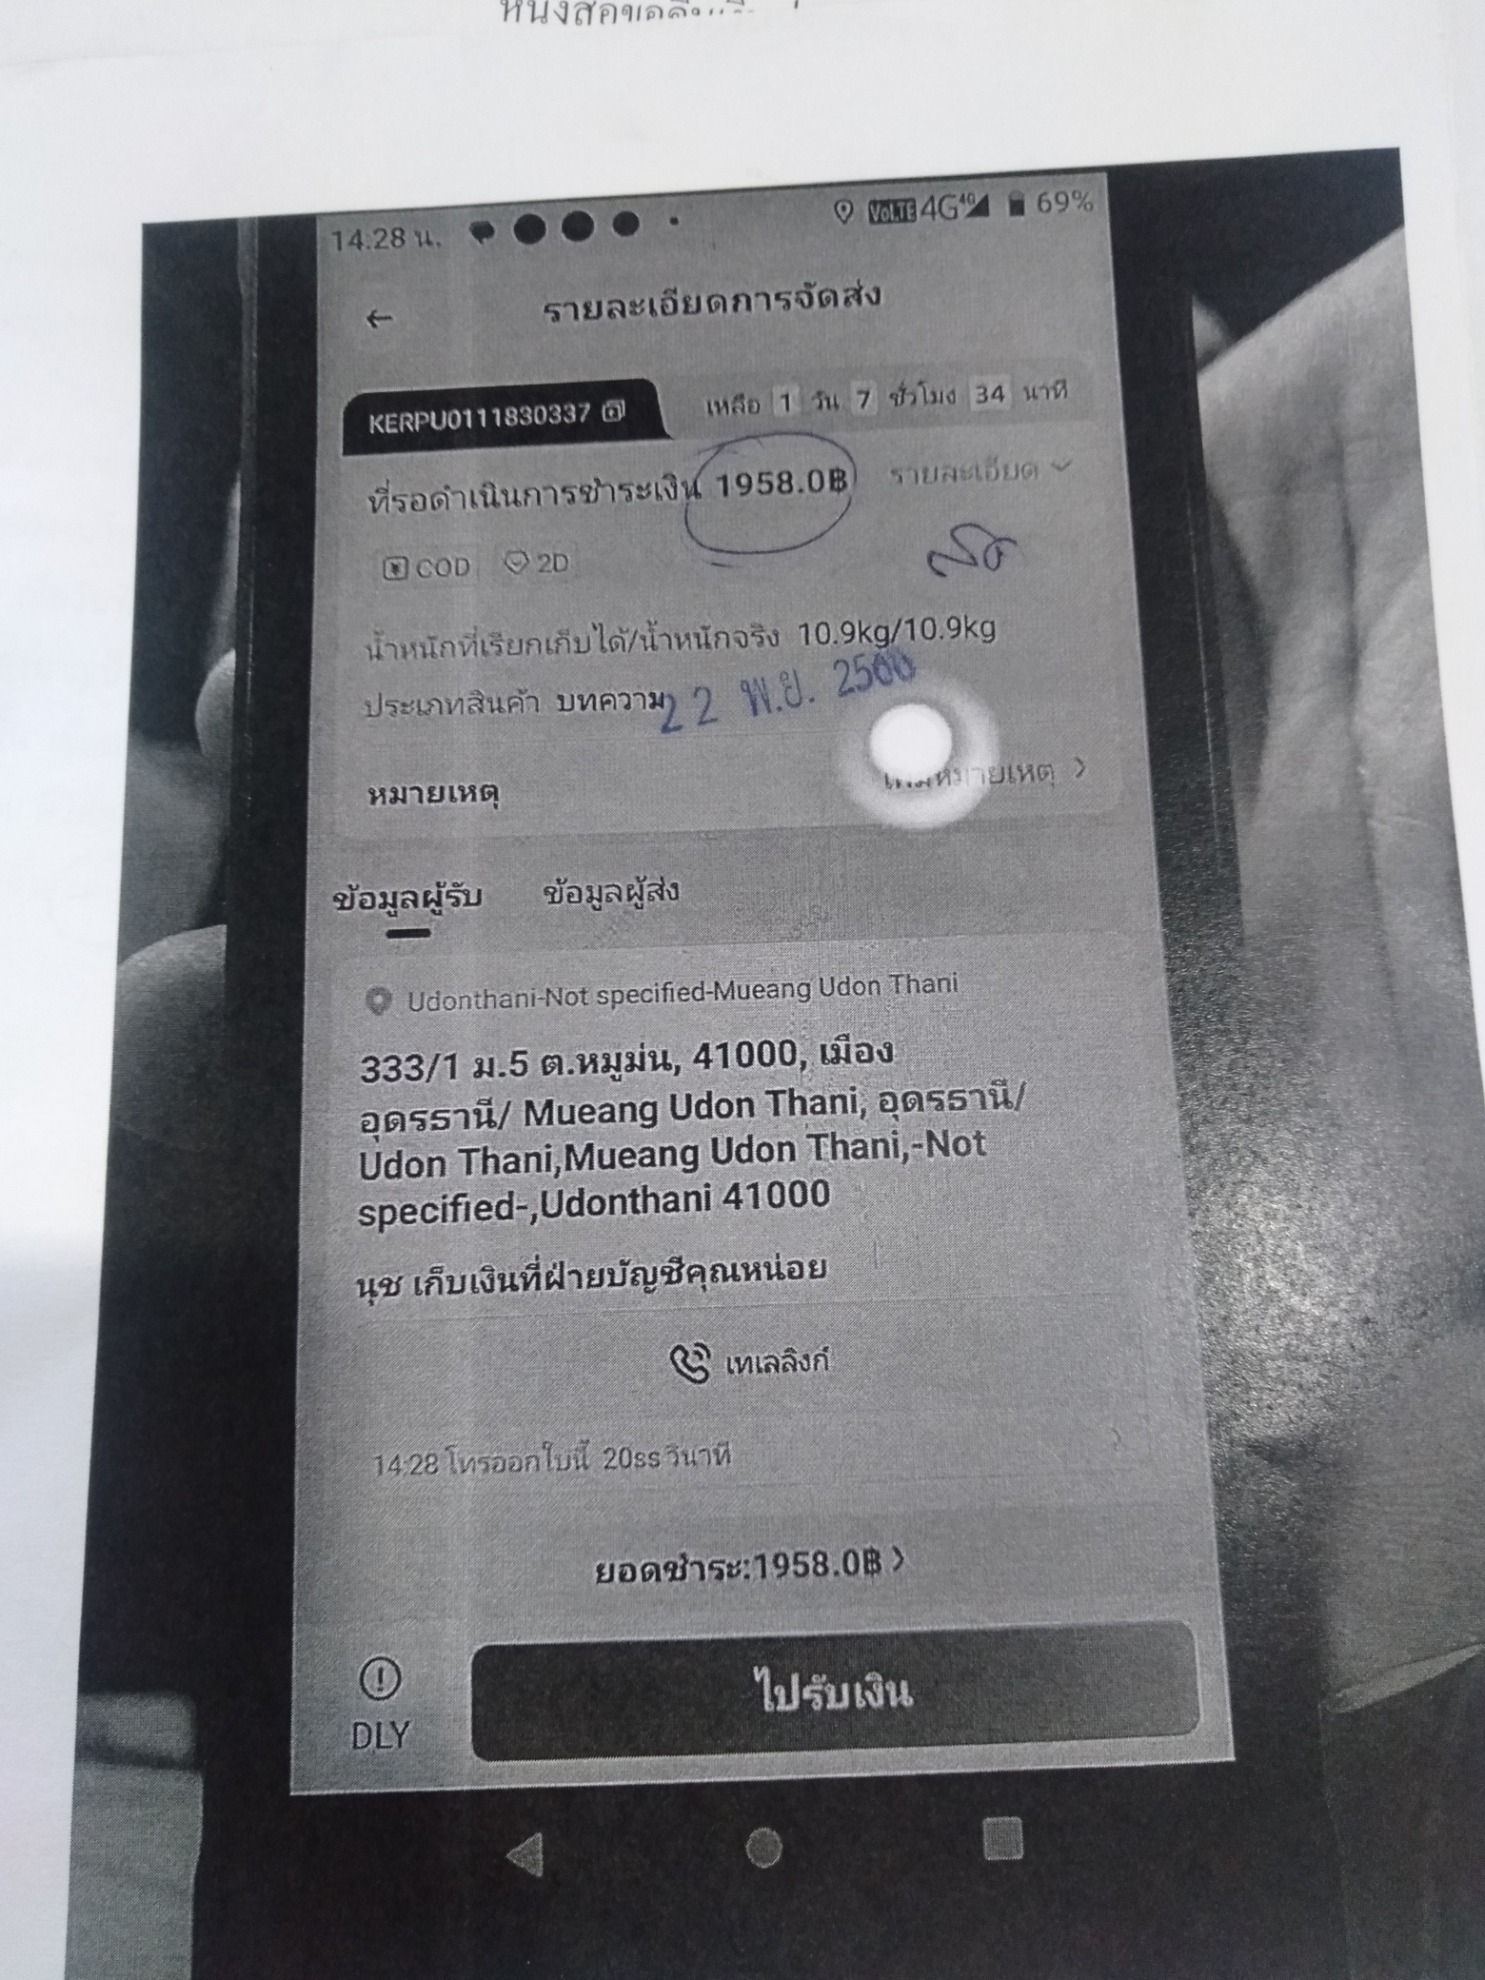 14:28 น. VoLTE 4G 4G 69%
รายละเอียดการจัดส่ง
KERPU0111830337 เหลือ 1 วัน 7 ชั่วโมง 34 นาที
ที่รอดำเนินการชำระเงิน 1958.0฿ รายละเอียด
COD 2D
น้ำหนักที่เรียกเก็บได้/น้ำหนักจริง 10.9kg/10.9kg
ประเภทสินค้า บทความ
22 พ.ย.
หมายเหตุ
ข้อมูลผู้รับ ข้อมูลผู้ส่ง
Udonthani-Not specified-Mueang Udon Thani
333/1 ม.5 ต.หมูม่น, 41000, เมือง
อุดรธานี/ Mueang Udon Thani, อุดรธานี/
Udon Thani,Mueang Udon Thani,-Not
specified-,Udonthani 41000
นุช เก็บเงินที่ฝ่ายบัญชีคุณหน่อย
เทเลลิงก์
14:28 โทรออกใบนี้ 20ss วินาที
ยอดชำระ:1958.0฿ >
DLY ไปรับเงิน